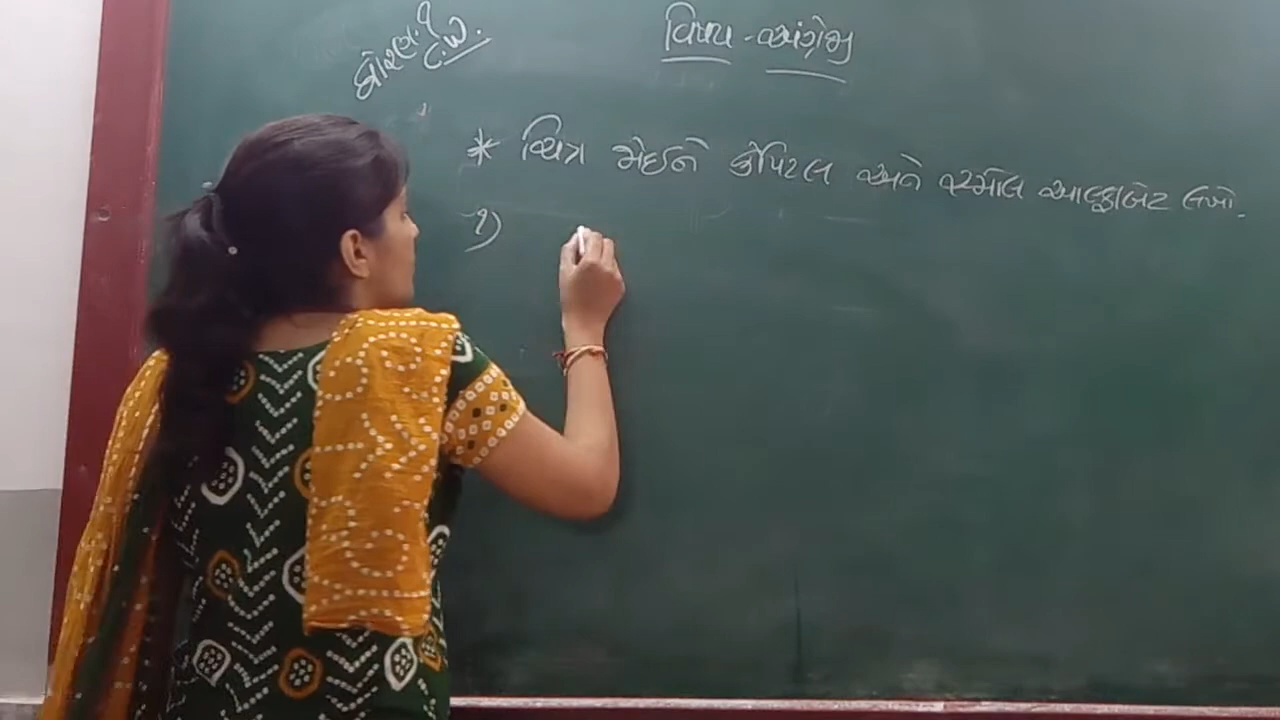 ધોરણ:૧
C.W.
વિષય - અંગ્રેજી
* ચિત્ર જોઈને કેપિટલ અને સ્મોલ આલ્ફાબેટ લખો.
૧)